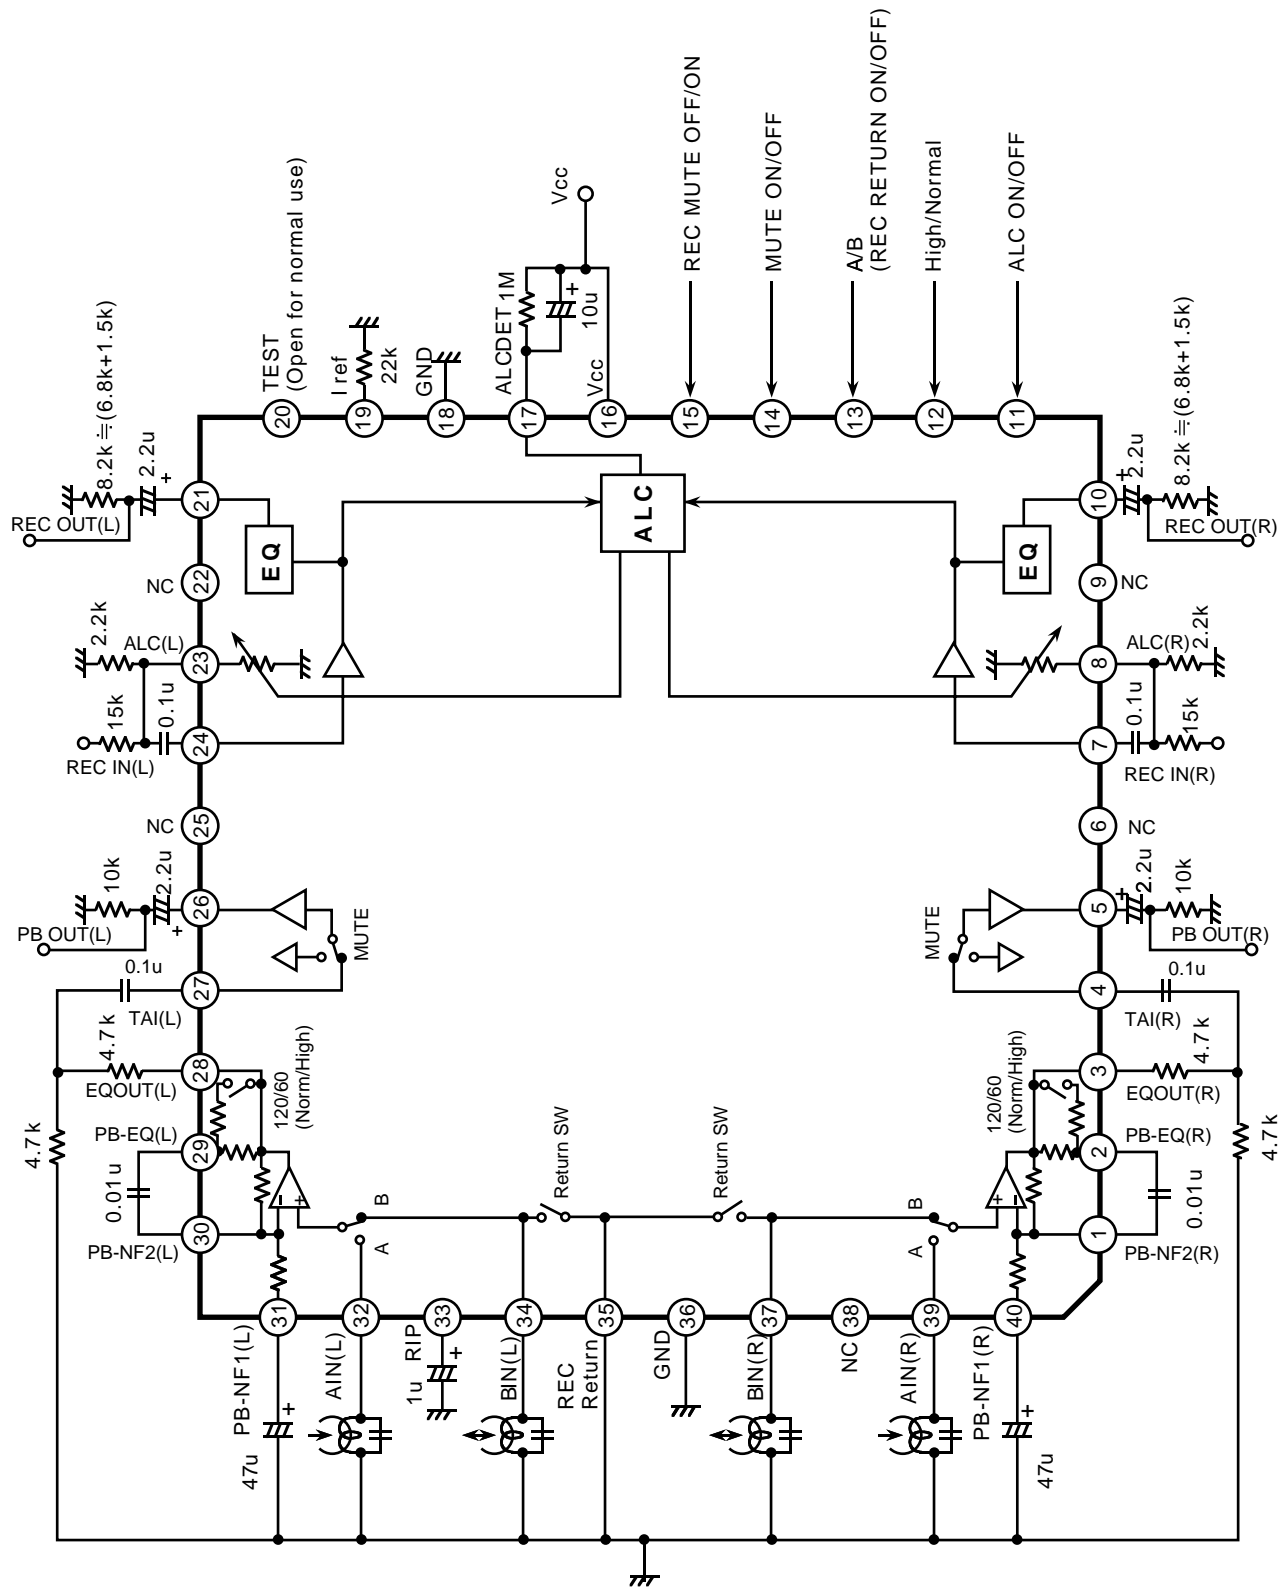 REC OUT(L)
8.2k≒(6.8k+1.5k)
2.2u
+
21
NC
22
2.2k
ALC(L)
23
15k
0.1u
REC IN(L)
24
NC
25
10k
2.2u
+
PB OUT(L)
26
0.1u
27
TAI(L)
4.7k
28
EQOUT(L)
4.7k
PB-EQ(L)
29
0.01u
30
PB-NF2(L)
20
TEST
(Open for normal use)
19
Iref
22k
18
GND
17
ALCDET
1M
10u
+
16
Vcc
Vcc
15
REC MUTE OFF/ON
14
MUTE ON/OFF
13
A/B
(REC RETURN ON/OFF)
12
High/Normal
11
ALC ON/OFF
EQ
ALC
EQ
MUTE
MUTE
120/60
(Norm/High)
120/60
(Norm/High)
−
+
+
−
B
A
Return SW
Return SW
B
A
10
+
2.2u
8.2k≒(6.8k+1.5k)
REC OUT(R)
9
NC
8
ALC(R)
2.2k
0.1u
7
15k
REC IN(R)
6
NC
5
+
2.2u
10k
PB OUT(R)
0.1u
4
TAI(R)
4.7k
3
EQOUT(R)
PB-EQ(R)
2
4.7k
0.01u
1
PB-NF2(R)
31
PB-NF1(L)
+
47u
32
AIN(L)
33
RIP
+
1u
34
BIN(L)
35
REC
Return
36
GND
37
BIN(R)
38
NC
39
AIN(R)
40
PB-NF1(R)
+
47u